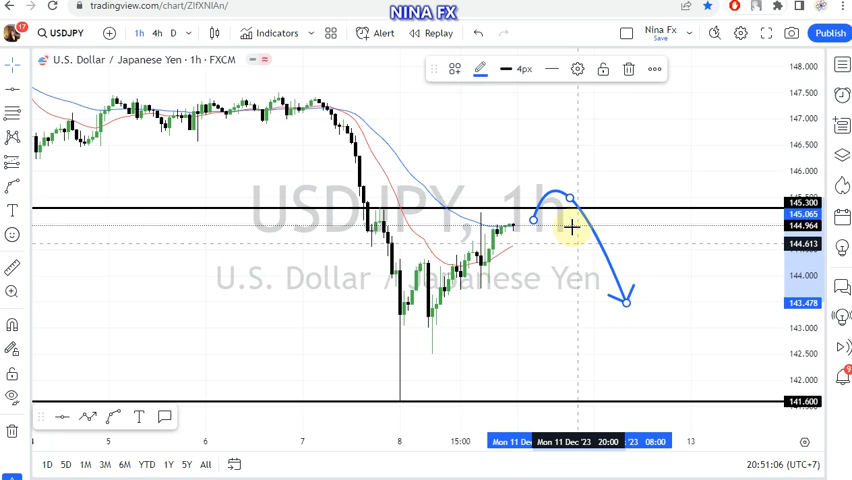 tradingview.com/chart/ZIfXNIAn/
NINA FX
17
USDJPY
1h 4h D
Indicators
Alert
Replay
Nina Fx
Save
Publish
U.S. Dollar / Japanese Yen · 1h · FXCM
4px
USDJPY, 1h
U.S. Dollar / Japanese Yen
148.000
147.500
147.000
146.500
146.000
145.300
145.065
144.964
144.613
144.000
143.478
143.000
142.500
142.000
141.600
4 5 6 7 8 15:00 Mon 11 Dec Mon 11 Dec '23 20:00 '23 08:00 13
1D 5D 1M 3M 6M YTD 1Y 5Y All
20:51:06 (UTC+7)
9